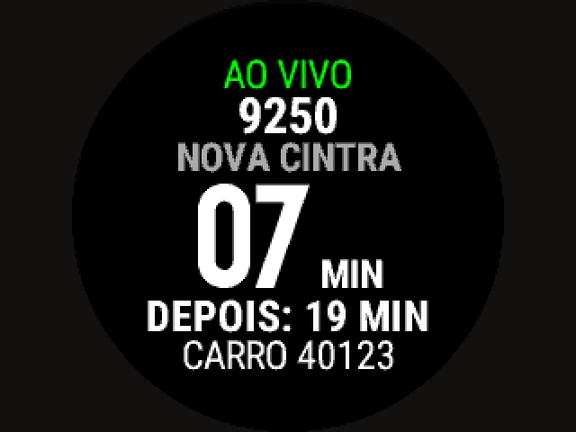 AO VIVO
9250
NOVA CINTRA
07 MIN
DEPOIS: 19 MIN
CARRO 40123